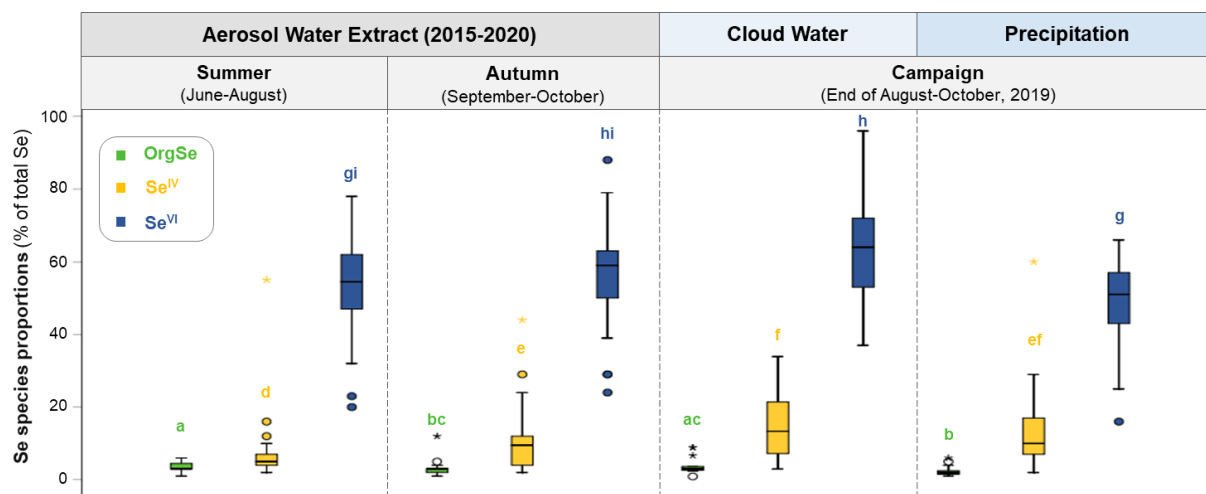 Aerosol Water Extract (2015-2020)
Cloud Water
Precipitation
Summer
(June-August)
Autumn
(September-October)
Campaign
(End of August-October, 2019)
Se species proportions (% of total Se)
100
80
60
40
20
0
OrgSe
Se^IV
Se^VI
a
d
gi
bc
e
hi
ac
f
h
b
ef
g